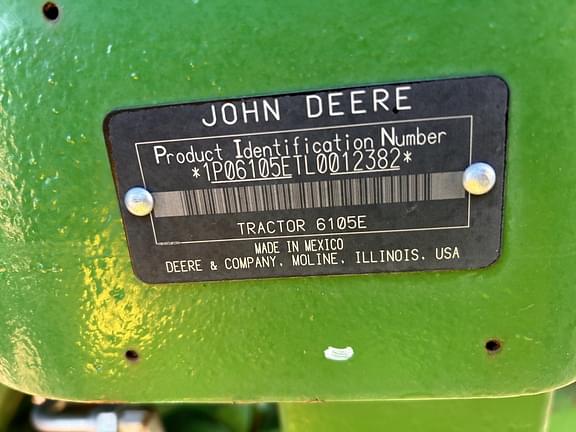 JOHN DEERE
Product Identification Number
*1P06105ETL0012382*
TRACTOR 6105E
MADE IN MEXICO
DEERE & COMPANY, MOLINE, ILLINOIS, USA